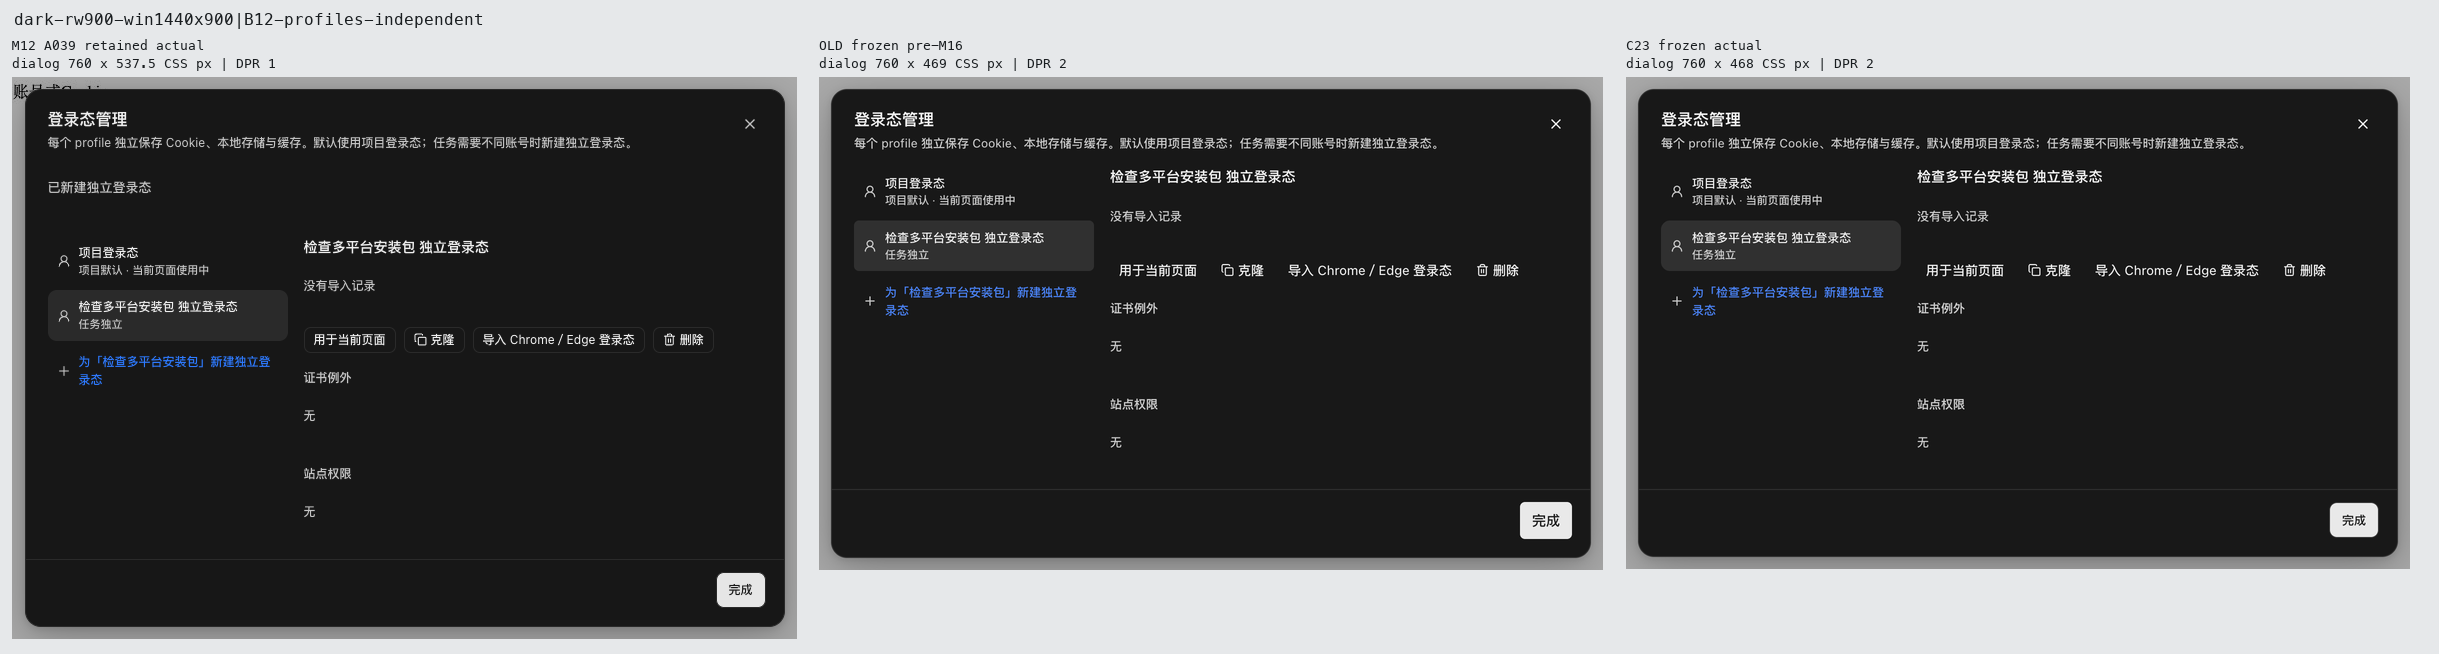 dark-rw900-win1440x900|B12-profiles-independent
M12 A039 retained actual
dialog 760 x 537.5 CSS px | DPR 1
登录态管理
每个 profile 独立保存 Cookie、本地存储与缓存。默认使用项目登录态；任务需要不同账号时新建独立登录态。
已新建独立登录态
项目登录态
项目默认 · 当前页面使用中
检查多平台安装包 独立登录态
任务独立
为「检查多平台安装包」新建独立登
录态
检查多平台安装包 独立登录态
没有导入记录
用于当前页面 克隆 导入 Chrome / Edge 登录态 删除
证书例外
无
站点权限
无
完成
OLD frozen pre-M16
dialog 760 x 469 CSS px | DPR 2
登录态管理
每个 profile 独立保存 Cookie、本地存储与缓存。默认使用项目登录态；任务需要不同账号时新建独立登录态。
项目登录态
项目默认 · 当前页面使用中
检查多平台安装包 独立登录态
任务独立
为「检查多平台安装包」新建独立登
录态
检查多平台安装包 独立登录态
没有导入记录
用于当前页面 克隆 导入 Chrome / Edge 登录态 删除
证书例外
无
站点权限
无
完成
C23 frozen actual
dialog 760 x 468 CSS px | DPR 2
登录态管理
每个 profile 独立保存 Cookie、本地存储与缓存。默认使用项目登录态；任务需要不同账号时新建独立登录态。
项目登录态
项目默认 · 当前页面使用中
检查多平台安装包 独立登录态
任务独立
为「检查多平台安装包」新建独立登
录态
检查多平台安装包 独立登录态
没有导入记录
用于当前页面 克隆 导入 Chrome / Edge 登录态 删除
证书例外
无
站点权限
无
完成